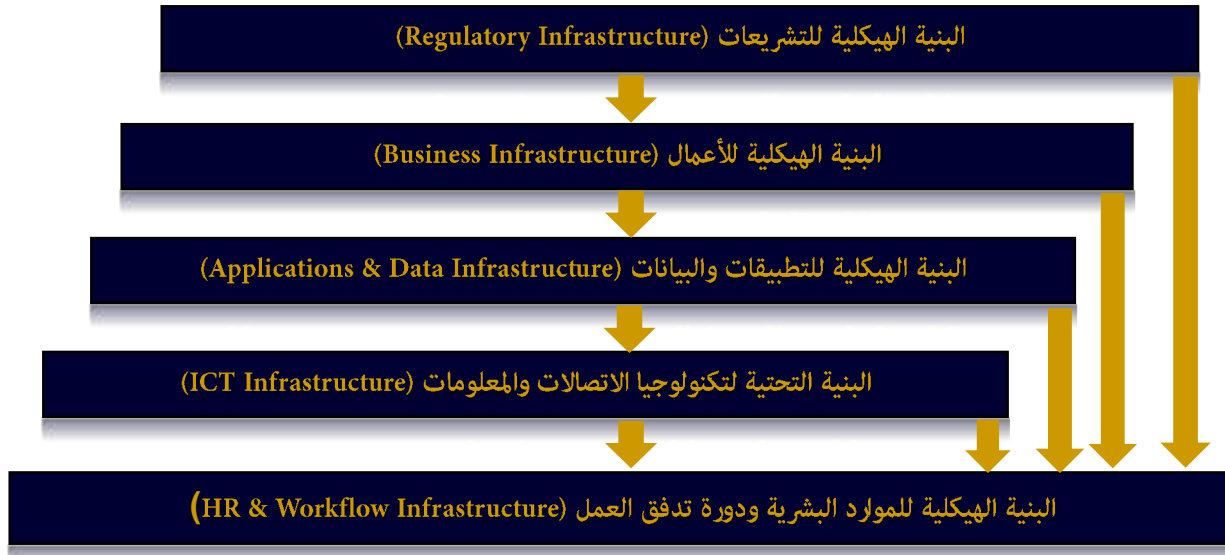 البنية الهيكلية للتشريعات (Regulatory Infrastructure)
البنية الهيكلية للأعمال (Business Infrastructure)
البنية الهيكلية للتطبيقات والبيانات (Applications & Data Infrastructure)
البنية التحتية لتكنولوجيا الاتصالات والمعلومات (ICT Infrastructure)
البنية الهيكلية للموارد البشرية ودورة تدفق العمل (HR & Workflow Infrastructure)